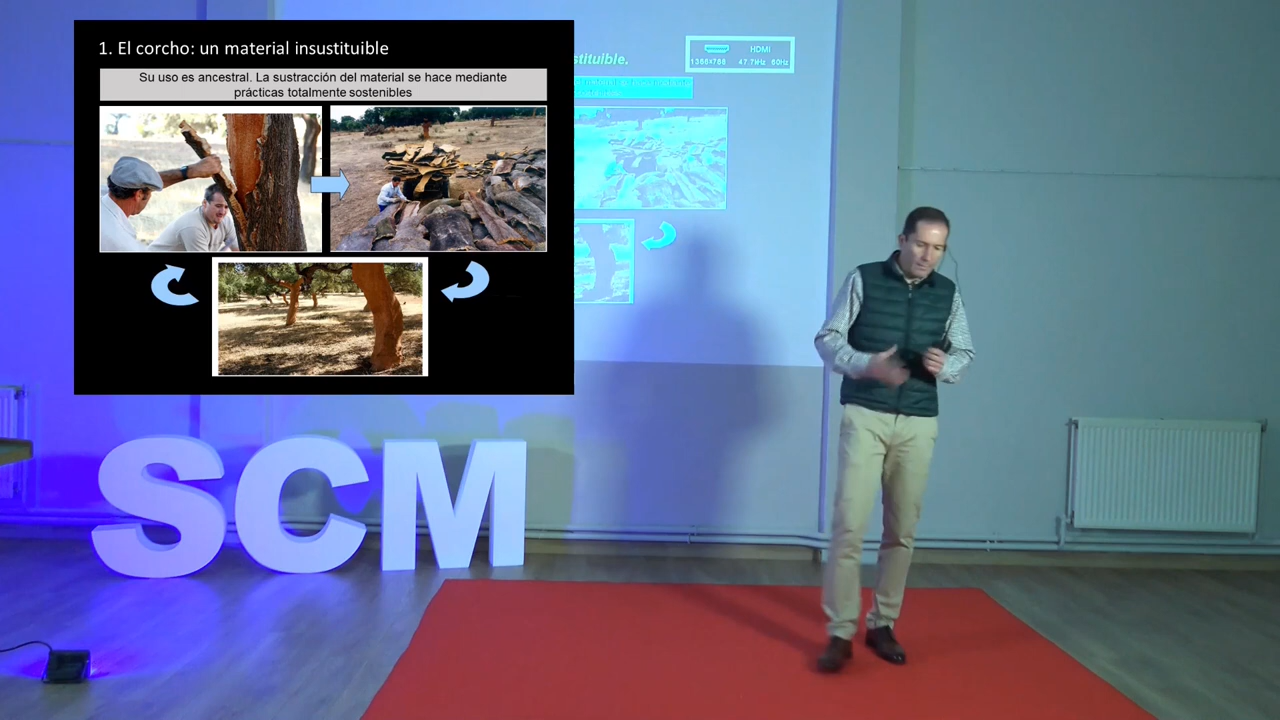 1. El corcho: un material insustituible
Su uso es ancestral. La sustracción del material se hace mediante
prácticas totalmente sostenibles
stituible.
HDMI
1366x768 47.7kHz 60Hz
SCM